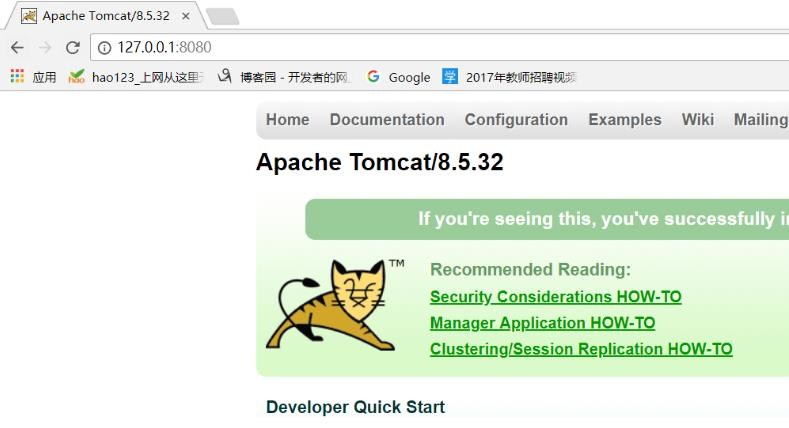 Apache Tomcat/8.5.32
127.0.0.1:8080
应用 hao123_上网从这里 博客园 - 开发者的网 Google 学 2017年教师招聘视频
Home Documentation Configuration Examples Wiki Mailing
Apache Tomcat/8.5.32
If you're seeing this, you've successfully
TM
Recommended Reading:
Security Considerations HOW-TO
Manager Application HOW-TO
Clustering/Session Replication HOW-TO
Developer Quick Start